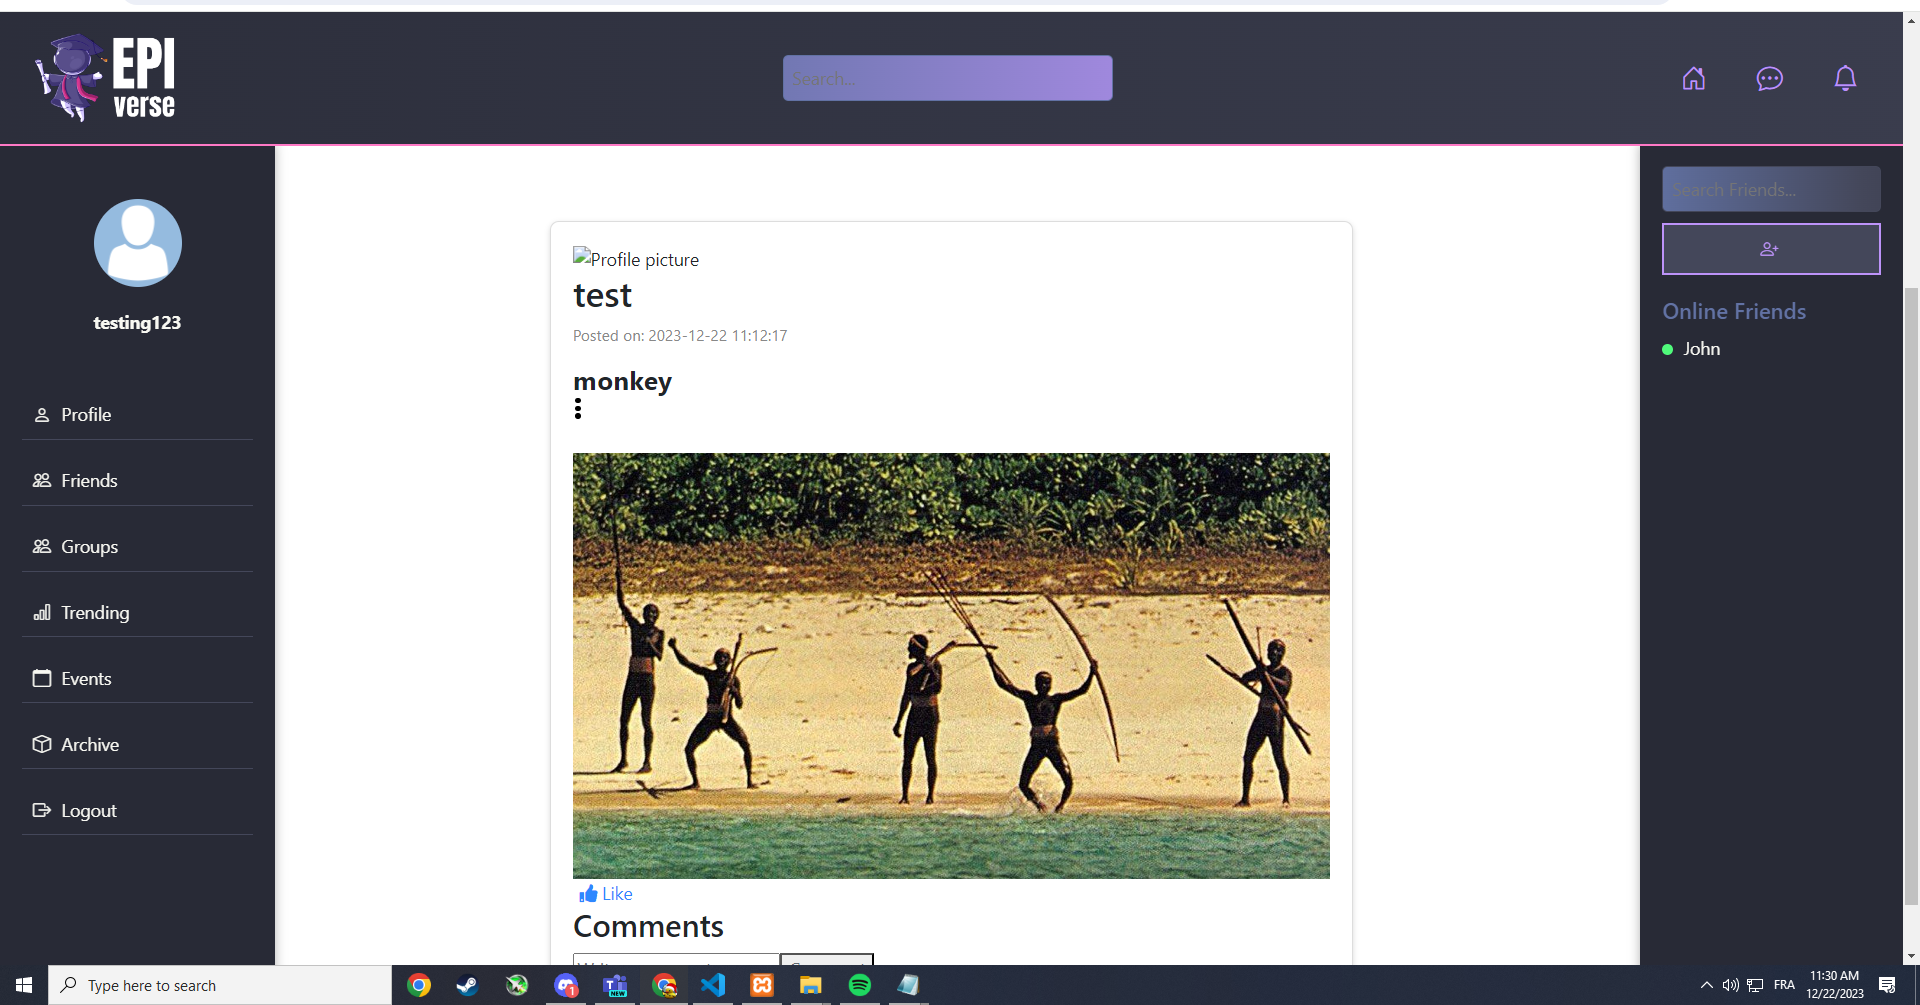 EPI
verse
Search...
testing123
Profile
Friends
Groups
Trending
Events
Archive
Logout
Profile picture
test
Posted on: 2023-12-22 11:12:17
monkey
Like
Comments
Search Friends...
Online Friends
John
Type here to search
1
NEW
FRA
11:30 AM
12/22/2023